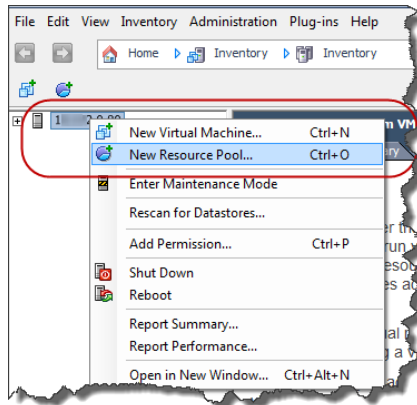 File Edit View Inventory Administration Plug-ins Help
Home Inventory Inventory
New Virtual Machine... Ctrl+N
New Resource Pool... Ctrl+O
Enter Maintenance Mode
Rescan for Datastores...
Add Permission... Ctrl+P
Shut Down
Reboot
Report Summary...
Report Performance...
Open in New Window... Ctrl+Alt+N